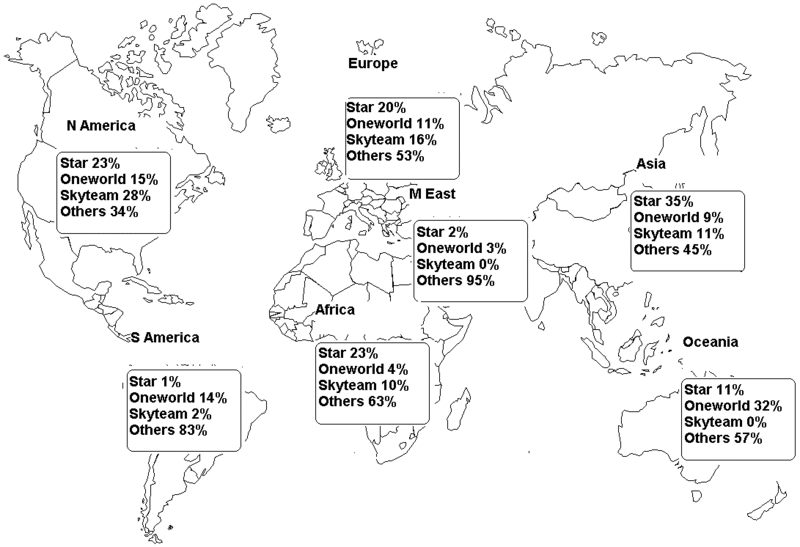 Europe
Star 20%
Oneworld 11%
Skyteam 16%
Others 53%
N America
Star 23%
Oneworld 15%
Skyteam 28%
Others 34%
Asia
Star 35%
Oneworld 9%
Skyteam 11%
Others 45%
M East
Star 2%
Oneworld 3%
Skyteam 0%
Others 95%
Africa
Star 23%
Oneworld 4%
Skyteam 10%
Others 63%
S America
Star 1%
Oneworld 14%
Skyteam 2%
Others 83%
Oceania
Star 11%
Oneworld 32%
Skyteam 0%
Others 57%